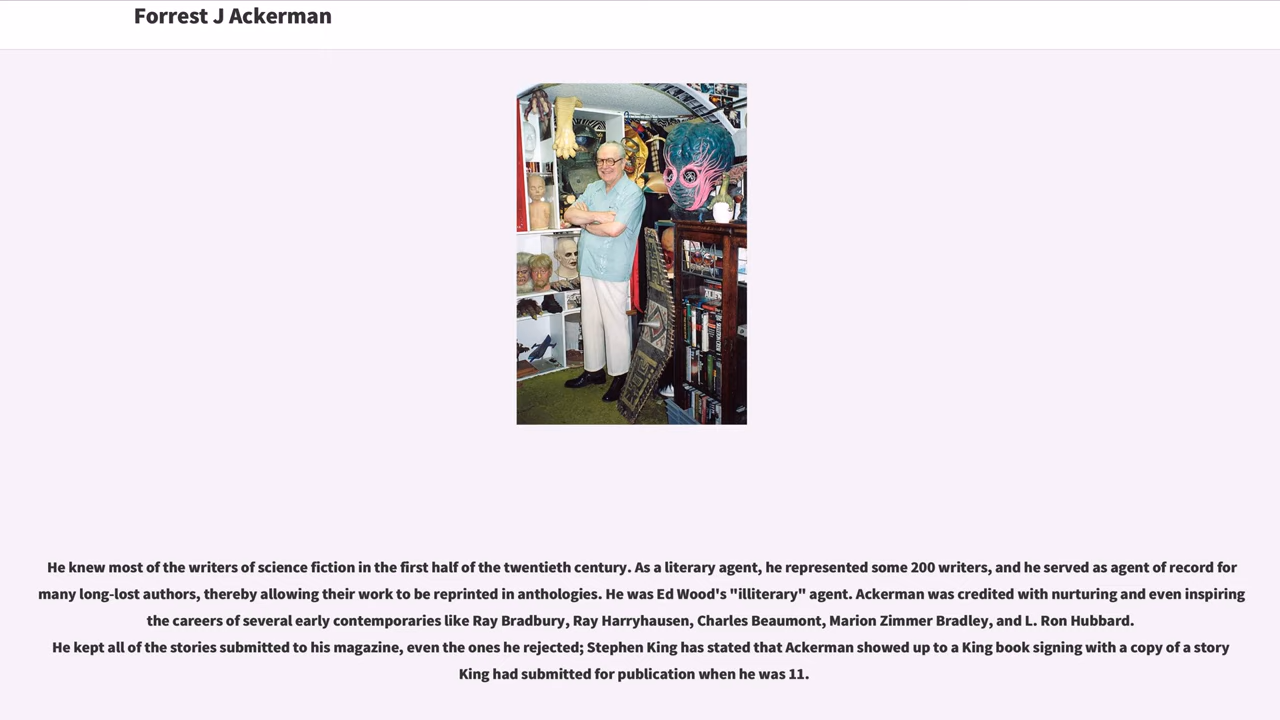 Forrest J Ackerman
He knew most of the writers of science fiction in the first half of the twentieth century. As a literary agent, he represented some 200 writers, and he served as agent of record for
many long-lost authors, thereby allowing their work to be reprinted in anthologies. He was Ed Wood's "illiterary" agent. Ackerman was credited with nurturing and even inspiring
the careers of several early contemporaries like Ray Bradbury, Ray Harryhausen, Charles Beaumont, Marion Zimmer Bradley, and L. Ron Hubbard.
He kept all of the stories submitted to his magazine, even the ones he rejected; Stephen King has stated that Ackerman showed up to a King book signing with a copy of a story
King had submitted for publication when he was 11.